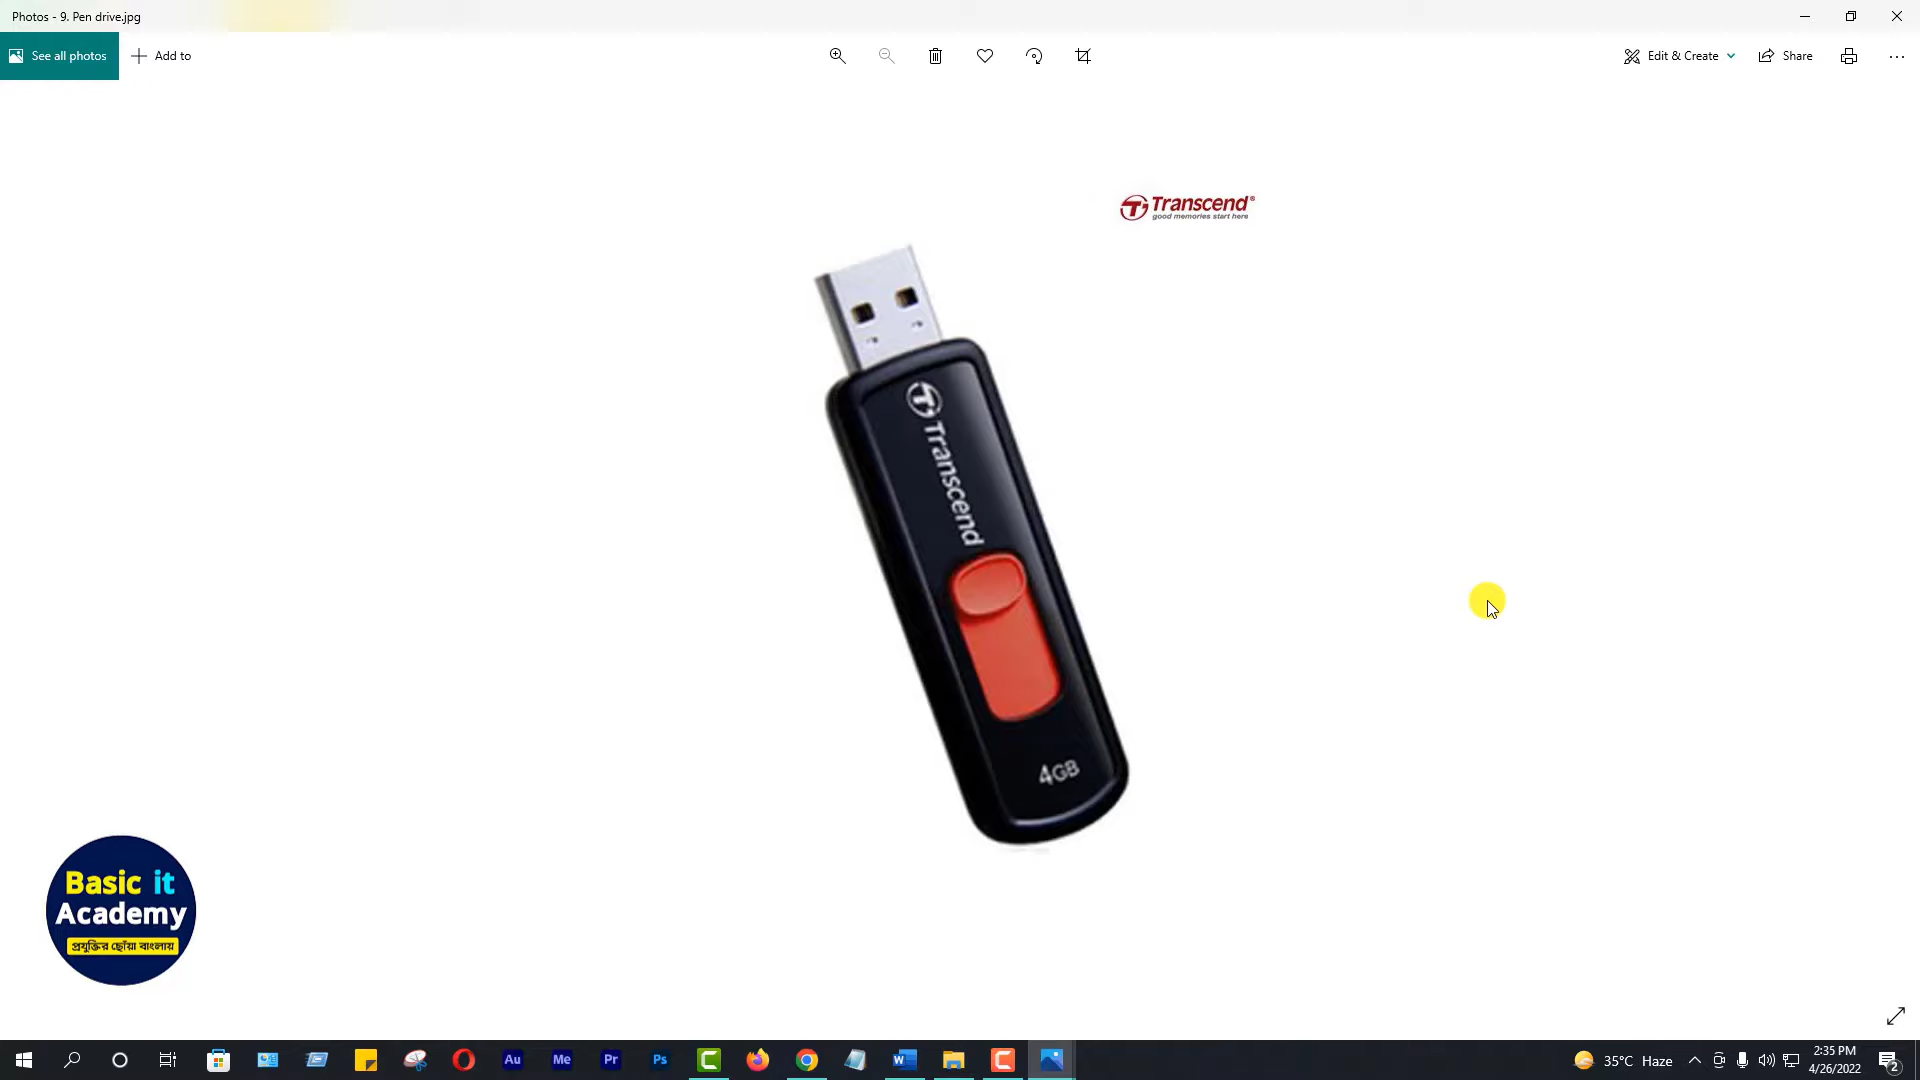 Photos - 9. Pen drive.jpg
See all photos
Add to
Edit & Create
Share
Transcend®
good memories start here
Transcend
4GB
Basic it
Academy
প্রযুক্তির ছোঁয়া বাংলায়
Au
Me
Pr
Ps
35°C Haze
2:35 PM
4/26/2022
2